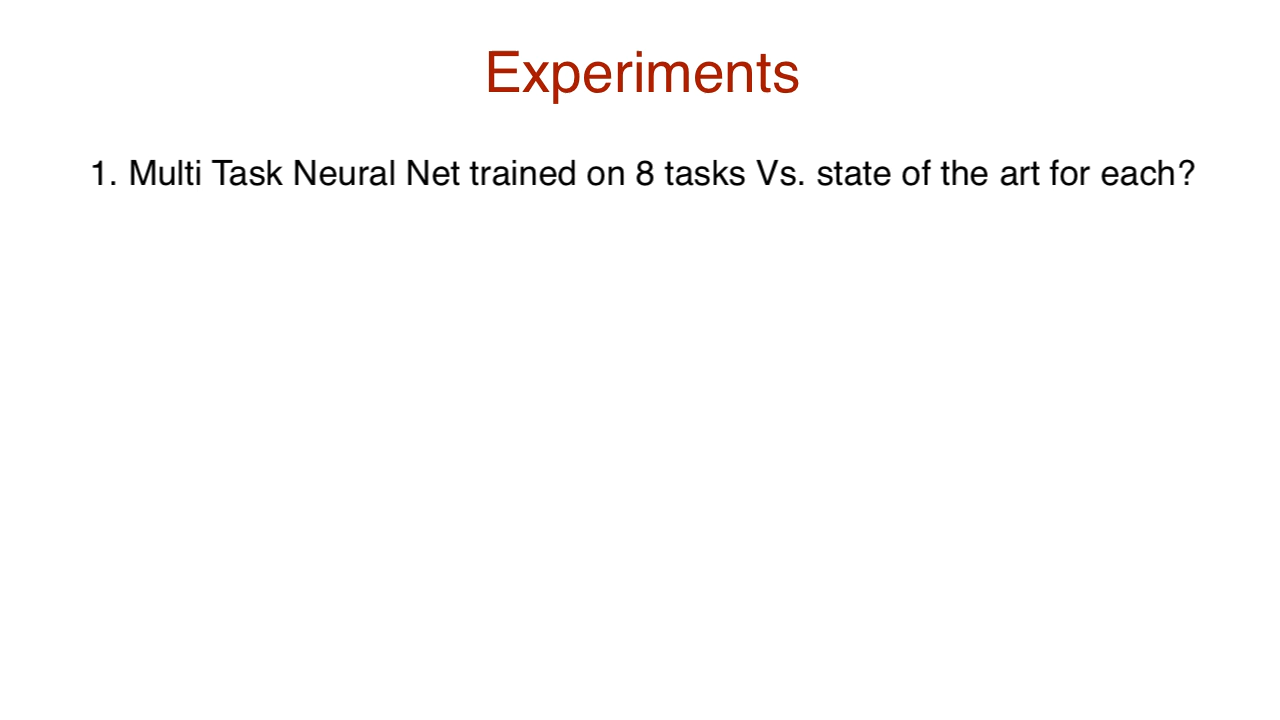 Experiments
1. Multi Task Neural Net trained on 8 tasks Vs. state of the art for each?